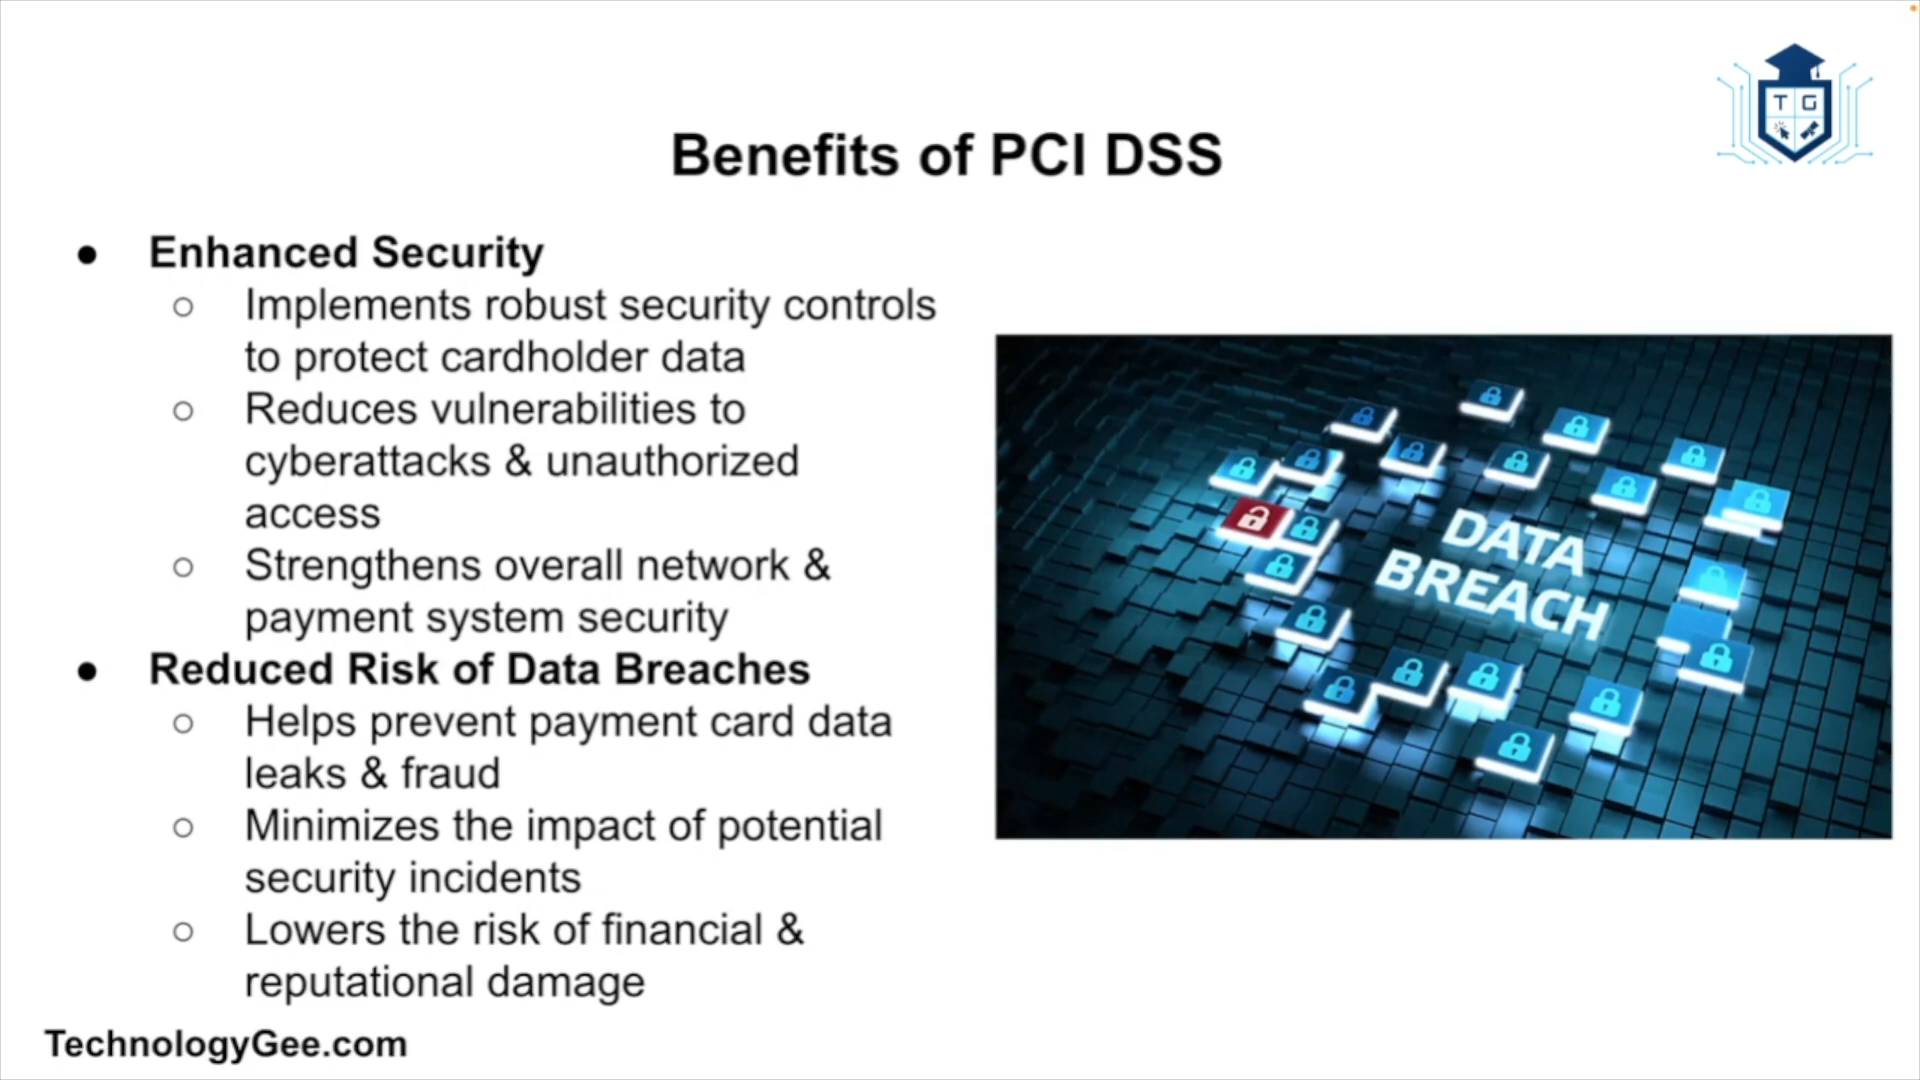 T G
Benefits of PCI DSS
● Enhanced Security
○ Implements robust security controls
to protect cardholder data
○ Reduces vulnerabilities to
cyberattacks & unauthorized
access
○ Strengthens overall network &
payment system security
● Reduced Risk of Data Breaches
○ Helps prevent payment card data
leaks & fraud
○ Minimizes the impact of potential
security incidents
○ Lowers the risk of financial &
reputational damage
DATA
BREACH
TechnologyGee.com